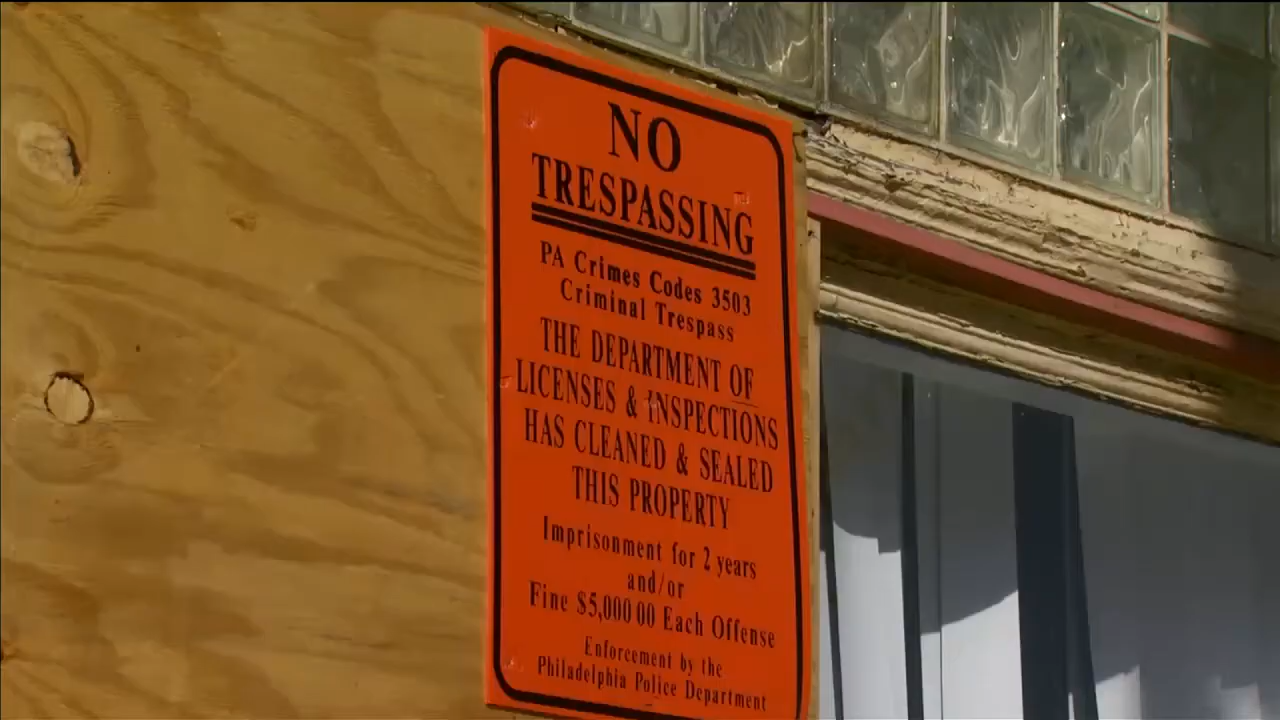 NO
TRESPASSING
PA Crimes Codes 3503
Criminal Trespass
THE DEPARTMENT OF
LICENSES & INSPECTIONS
HAS CLEANED & SEALED
THIS PROPERTY
Imprisonment for 2 years
and/or
Fine $5,000 00 Each Offense
Enforcement by the
Philadelphia Police Department